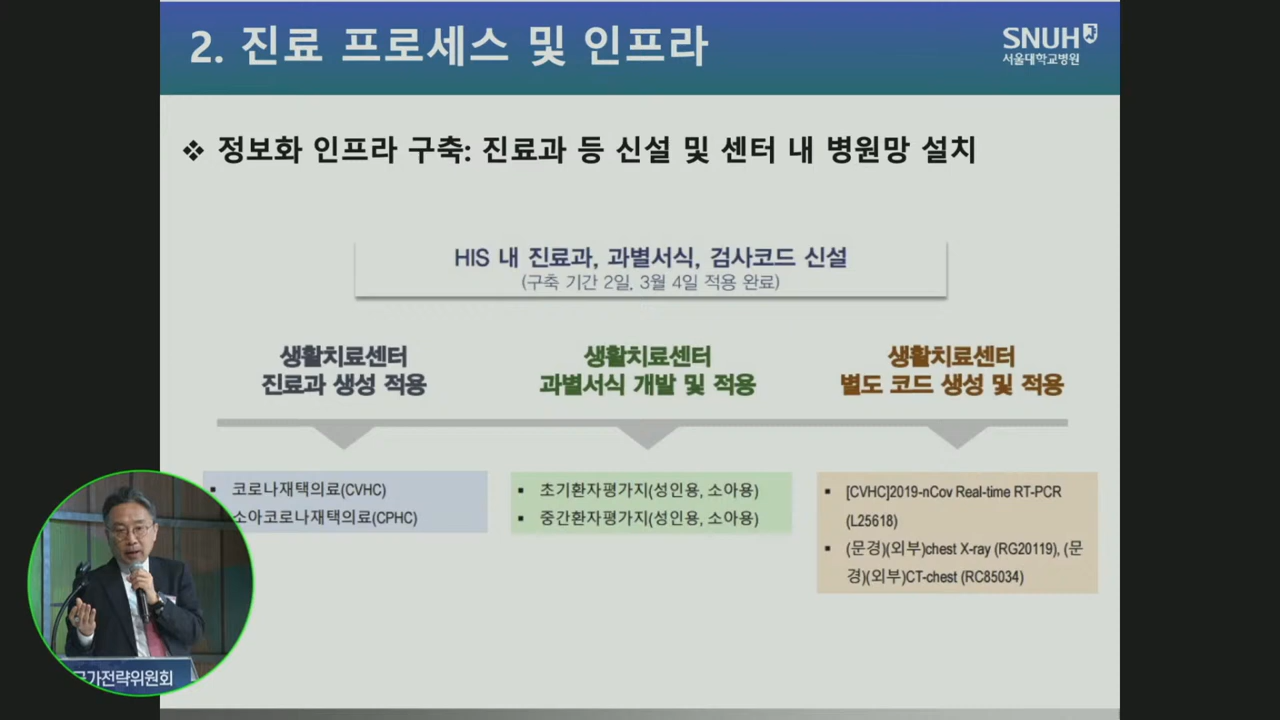 2. 진료 프로세스 및 인프라
SNUH
서울대학교병원
❖ 정보화 인프라 구축: 진료과 등 신설 및 센터 내 병원망 설치
HIS 내 진료과, 과별서식, 검사코드 신설
(구축 기간 2일, 3월 4일 적용 완료)
생활치료센터
진료과 생성 적용
생활치료센터
과별서식 개발 및 적용
생활치료센터
별도 코드 생성 및 적용
▪ 코로나재택의료(CVHC)
소아코로나재택의료(CPHC)
▪ 초기환자평가지(성인용, 소아용)
▪ 중간환자평가지(성인용, 소아용)
▪ [CVHC]2019-nCov Real-time RT-PCR
(L25618)
▪ (문경)(외부)chest X-ray (RG20119), (문
경)(외부)CT-chest (RC85034)
국가전략위원회